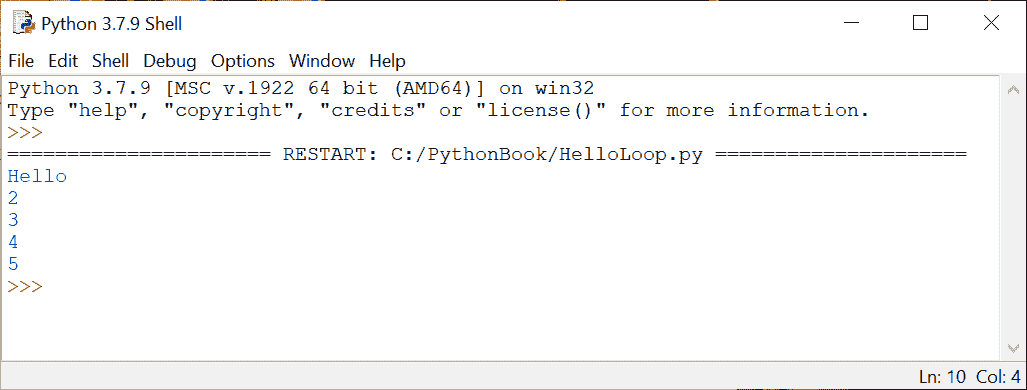 Python 3.7.9 Shell
File Edit Shell Debug Options Window Help
Python 3.7.9 [MSC v.1922 64 bit (AMD64)] on win32
Type "help", "copyright", "credits" or "license()" for more information.
>>>
====================== RESTART: C:/PythonBook/HelloLoop.py =====================
Hello
2
3
4
5
>>>
Ln: 10 Col: 4